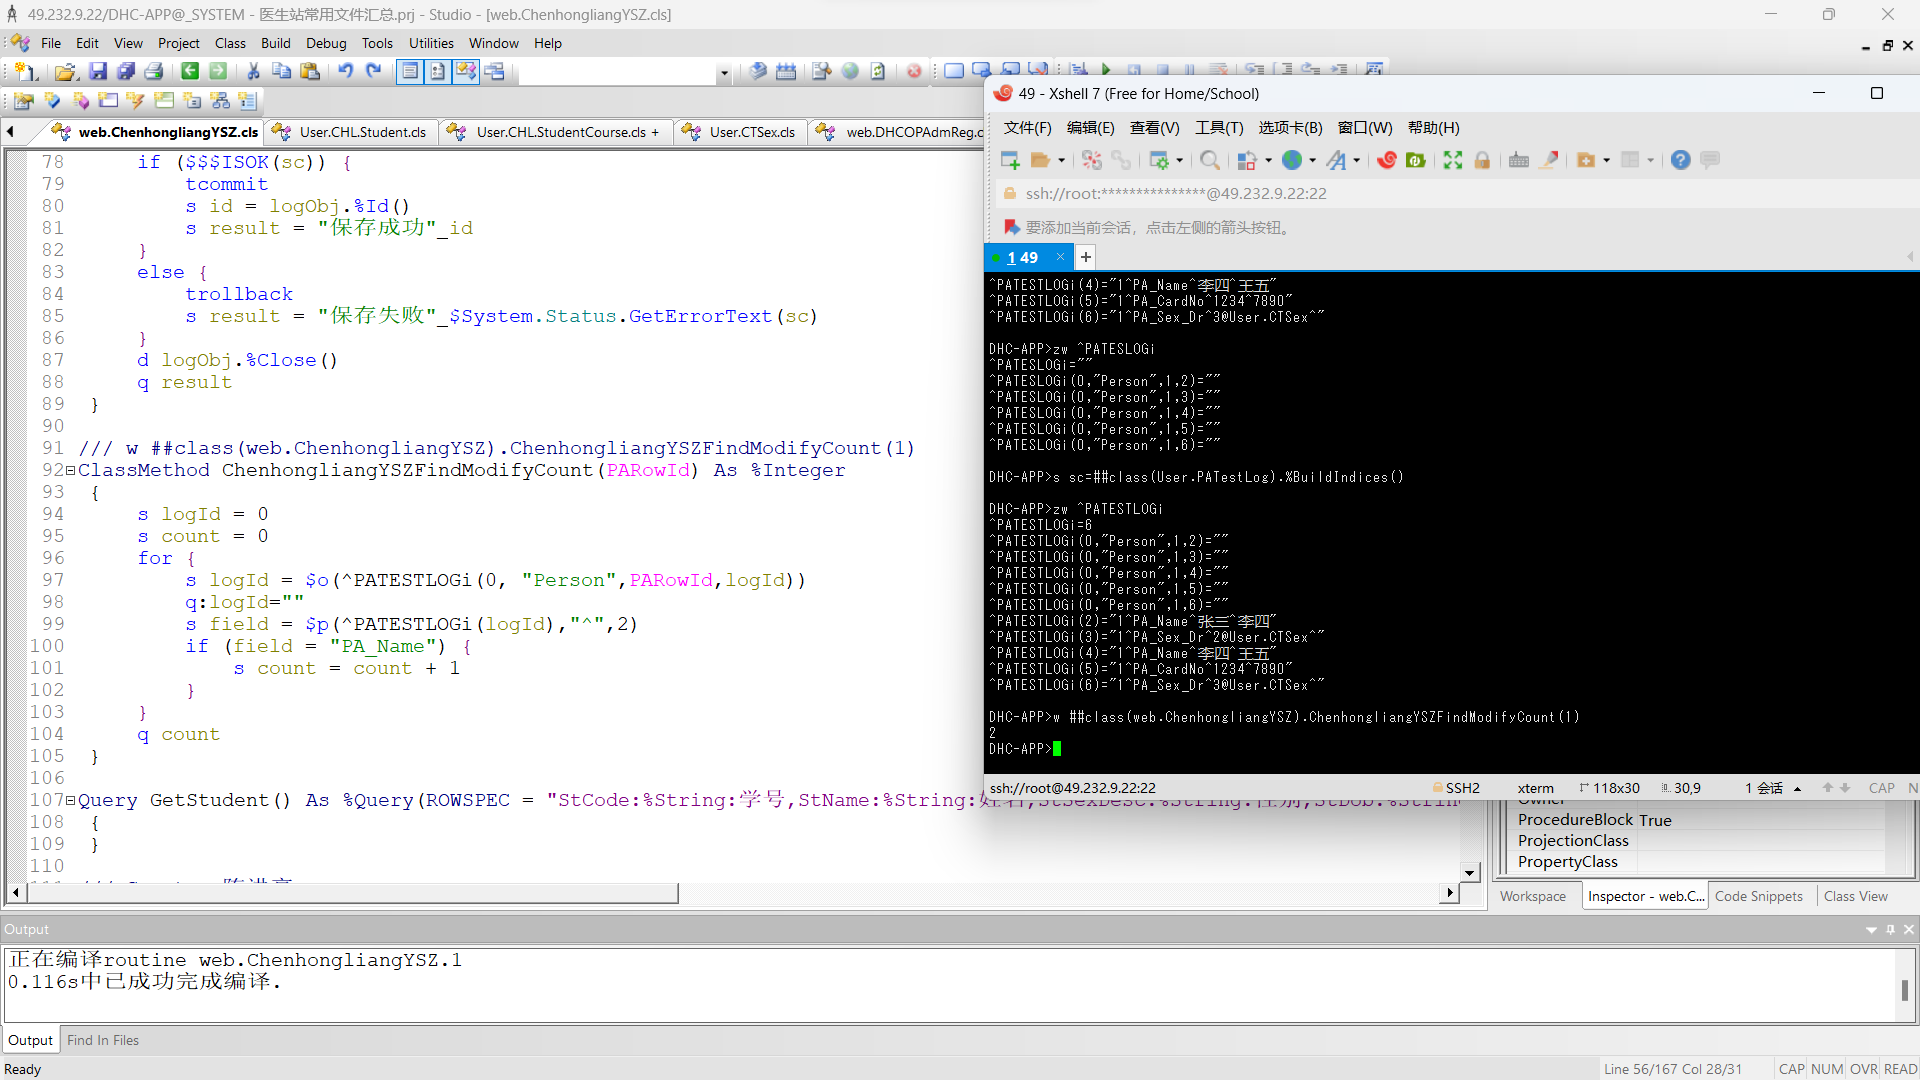 49.232.9.22/DHC-APP@_SYSTEM - 医生站常用文件汇总.prj - Studio - [web.ChenhongliangYSZ.cls]
File Edit View Project Class Build Debug Tools Utilities Window Help
web.ChenhongliangYSZ.cls User.CHL.Student.cls User.CHL.StudentCourse.cls + User.CTSex.cls web.DHCOPAdmReg.c
78 if ($$$ISOK(sc)) {
79 tcommit
80 s id = logObj.%Id()
81 s result = "保存成功"_id
82 }
83 else {
84 trollback
85 s result = "保存失败"_$System.Status.GetErrorText(sc)
86 }
87 d logObj.%Close()
88 q result
89 }
90
91 /// w ##class(web.ChenhongliangYSZ).ChenhongliangYSZFindModifyCount(1)
92 ClassMethod ChenhongliangYSZFindModifyCount(PARowId) As %Integer
93 {
94 s logId = 0
95 s count = 0
96 for {
97 s logId = $o(^PATESTLOGi(0, "Person",PARowId,logId))
98 q:logId=""
99 s field = $p(^PATESTLOGi(logId),"^",2)
100 if (field = "PA_Name") {
101 s count = count + 1
102 }
103 }
104 q count
105 }
106
107 Query GetStudent() As %Query(ROWSPEC = "StCode:%String:学号,StName:%String:姓名,StSexDesc:%String:性别,StDob:%Strin
108 {
109 }
110
49 - Xshell 7 (Free for Home/School)
文件(F) 编辑(E) 查看(V) 工具(T) 选项卡(B) 窗口(W) 帮助(H)
ssh://root:***************@49.232.9.22:22
要添加当前会话，点击左侧的箭头按钮。
1 49 × +
^PATESTLOGi(4)="1^PA_Name^李四^王五"
^PATESTLOGi(5)="1^PA_CardNo^1234^7890"
^PATESTLOGi(6)="1^PA_Sex_Dr^3@User.CTSex^"
DHC-APP>zw ^PATESLOGi
^PATESLOGi=""
^PATESLOGi(0,"Person",1,2)=""
^PATESLOGi(0,"Person",1,3)=""
^PATESLOGi(0,"Person",1,4)=""
^PATESLOGi(0,"Person",1,5)=""
^PATESLOGi(0,"Person",1,6)=""
DHC-APP>s sc=##class(User.PATestLog).%BuildIndices()
DHC-APP>zw ^PATESTLOGi
^PATESTLOGi=6
^PATESTLOGi(0,"Person",1,2)=""
^PATESTLOGi(0,"Person",1,3)=""
^PATESTLOGi(0,"Person",1,4)=""
^PATESTLOGi(0,"Person",1,5)=""
^PATESTLOGi(0,"Person",1,6)=""
^PATESTLOGi(2)="1^PA_Name^张三^李四"
^PATESTLOGi(3)="1^PA_Sex_Dr^2@User.CTSex^"
^PATESTLOGi(4)="1^PA_Name^李四^王五"
^PATESTLOGi(5)="1^PA_CardNo^1234^7890"
^PATESTLOGi(6)="1^PA_Sex_Dr^3@User.CTSex^"
DHC-APP>w ##class(web.ChenhongliangYSZ).ChenhongliangYSZFindModifyCount(1)
2
DHC-APP>
ssh://root@49.232.9.22:22 SSH2 xterm 118x30 30,9 1 会话 CAP N
Owner
ProcedureBlock True
ProjectionClass
PropertyClass
Workspace Inspector - web.C... Code Snippets Class View
Output
正在编译routine web.ChenhongliangYSZ.1
0.116s中已成功完成编译.
Output Find In Files
Ready Line 56/167 Col 28/31 CAP NUM OVR READ